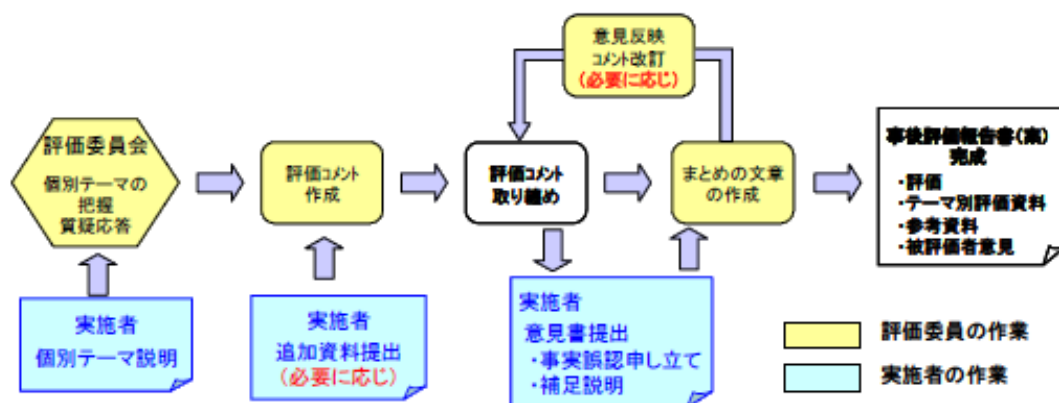 意見反映
コメント改訂
(必要に応じ)
評価委員会
個別テーマの
把握
質疑応答
評価コメント
作成
評価コメント
取り纏め
まとめの文章
の作成
事後評価報告書(案)
完成
・評価
・テーマ別評価資料
・参考資料
・被評価者意見
実施者
個別テーマ説明
実施者
追加資料提出
(必要に応じ)
実施者
意見書提出
・事実誤認申し立て
・補足説明
評価委員の作業
実施者の作業